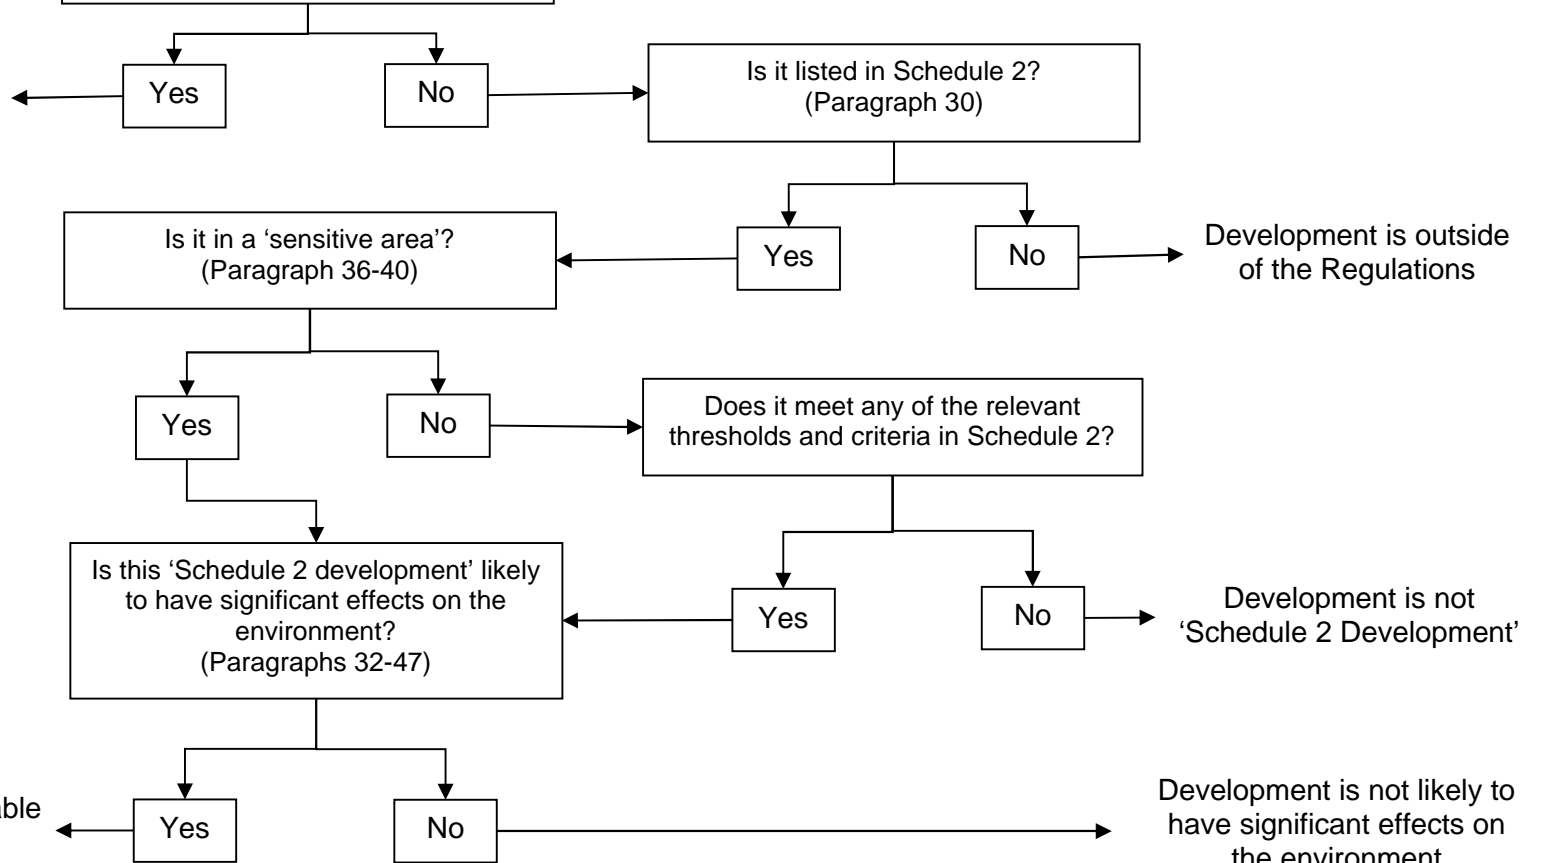 Yes
No
Is it listed in Schedule 2?
(Paragraph 30)
Is it in a ‘sensitive area’?
(Paragraph 36-40)
Yes
No
Development is outside
of the Regulations
Yes
No
Does it meet any of the relevant
thresholds and criteria in Schedule 2?
Is this ‘Schedule 2 development’ likely
to have significant effects on the
environment?
(Paragraphs 32-47)
Yes
No
Development is not
‘Schedule 2 Development’
Yes
No
Development is not likely to
have significant effects on
the environment